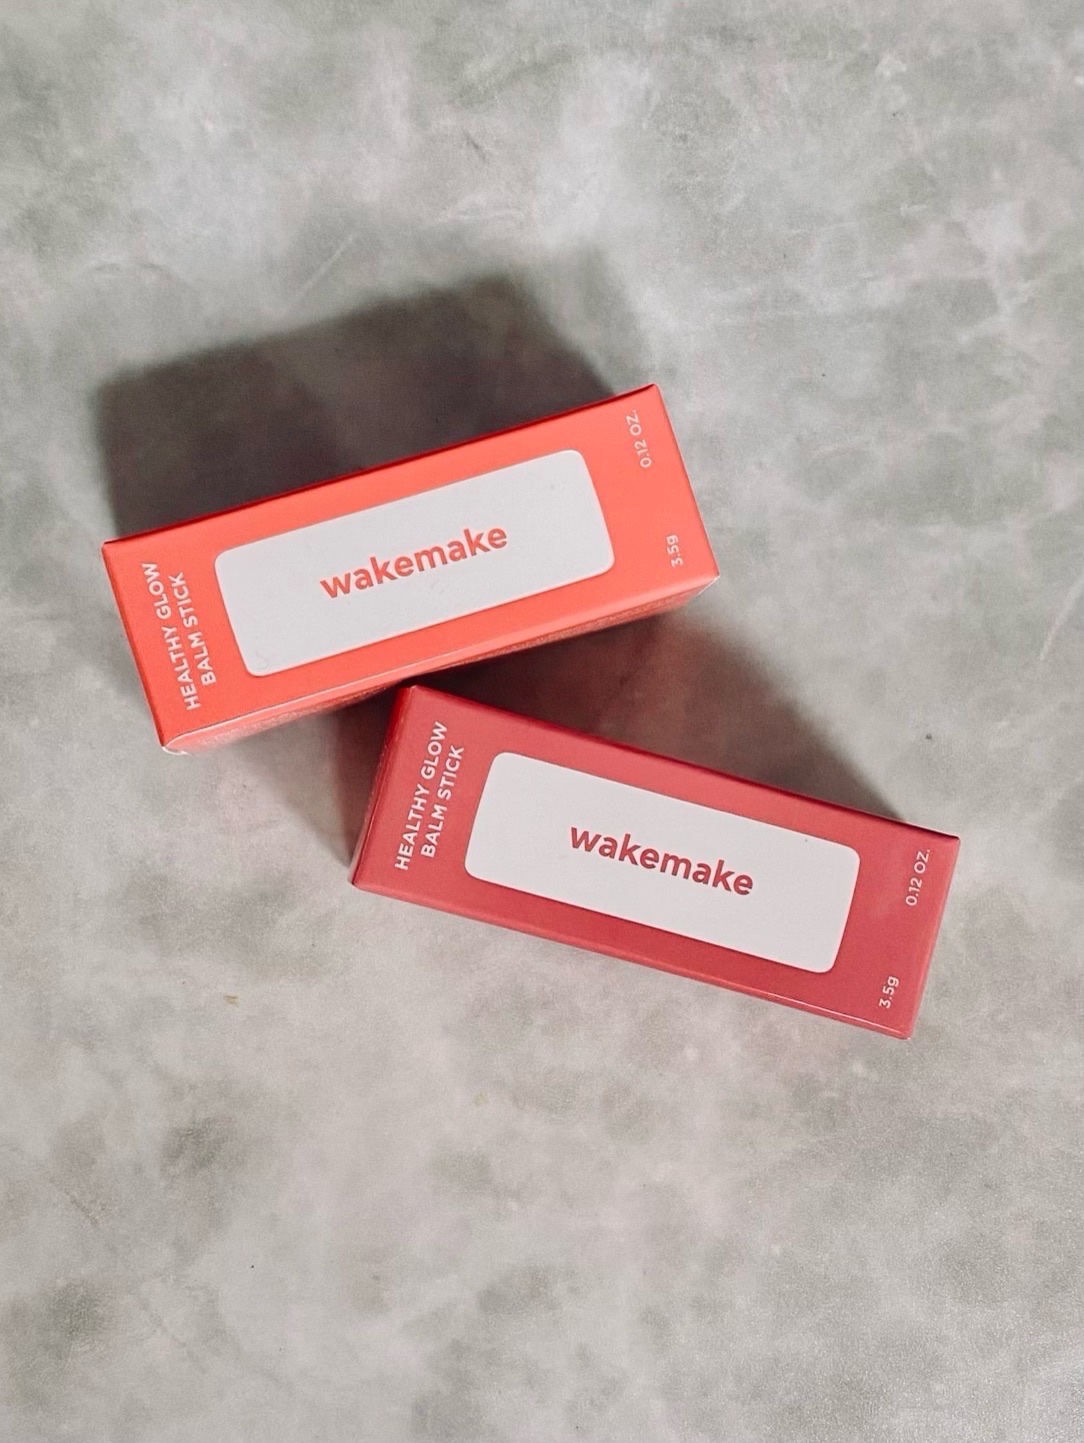 HEALTHY GLOW
BALM STICK
wakemake
0.12 OZ.
3.5g
HEALTHY GLOW
BALM STICK
wakemake
0.12 OZ.
3.5g